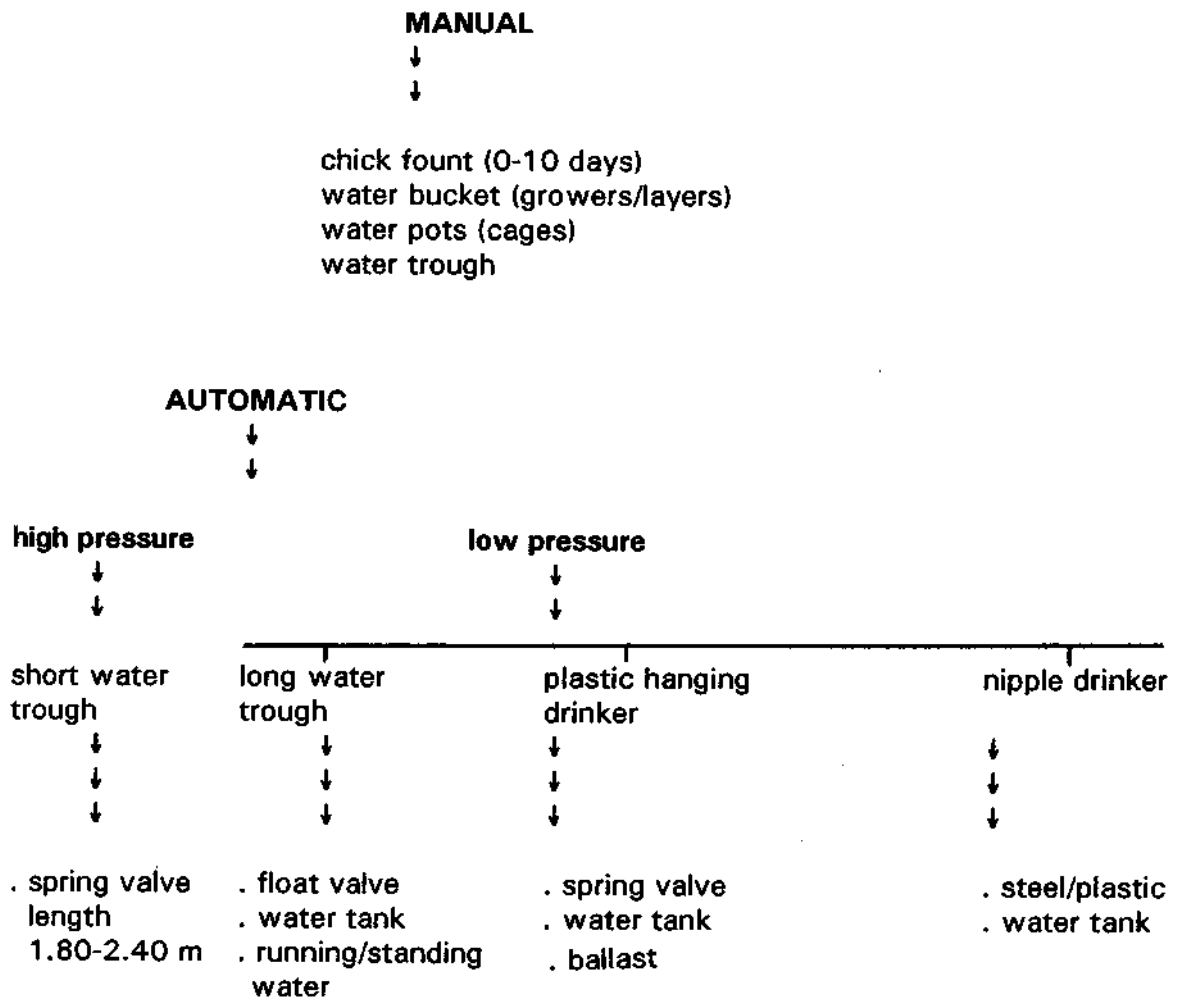 MANUAL
↓
↓
chick fount (0-10 days)
water bucket (growers/layers)
water pots (cages)
water trough
AUTOMATIC
↓
↓
high pressure
↓
↓
low pressure
↓
↓
short water
trough
↓
↓
↓
. spring valve
length
1.80-2.40 m
long water
trough
↓
↓
↓
. float valve
. water tank
. running/standing
water
plastic hanging
drinker
↓
↓
↓
. spring valve
. water tank
. ballast
nipple drinker
↓
↓
↓
. steel/plastic
. water tank